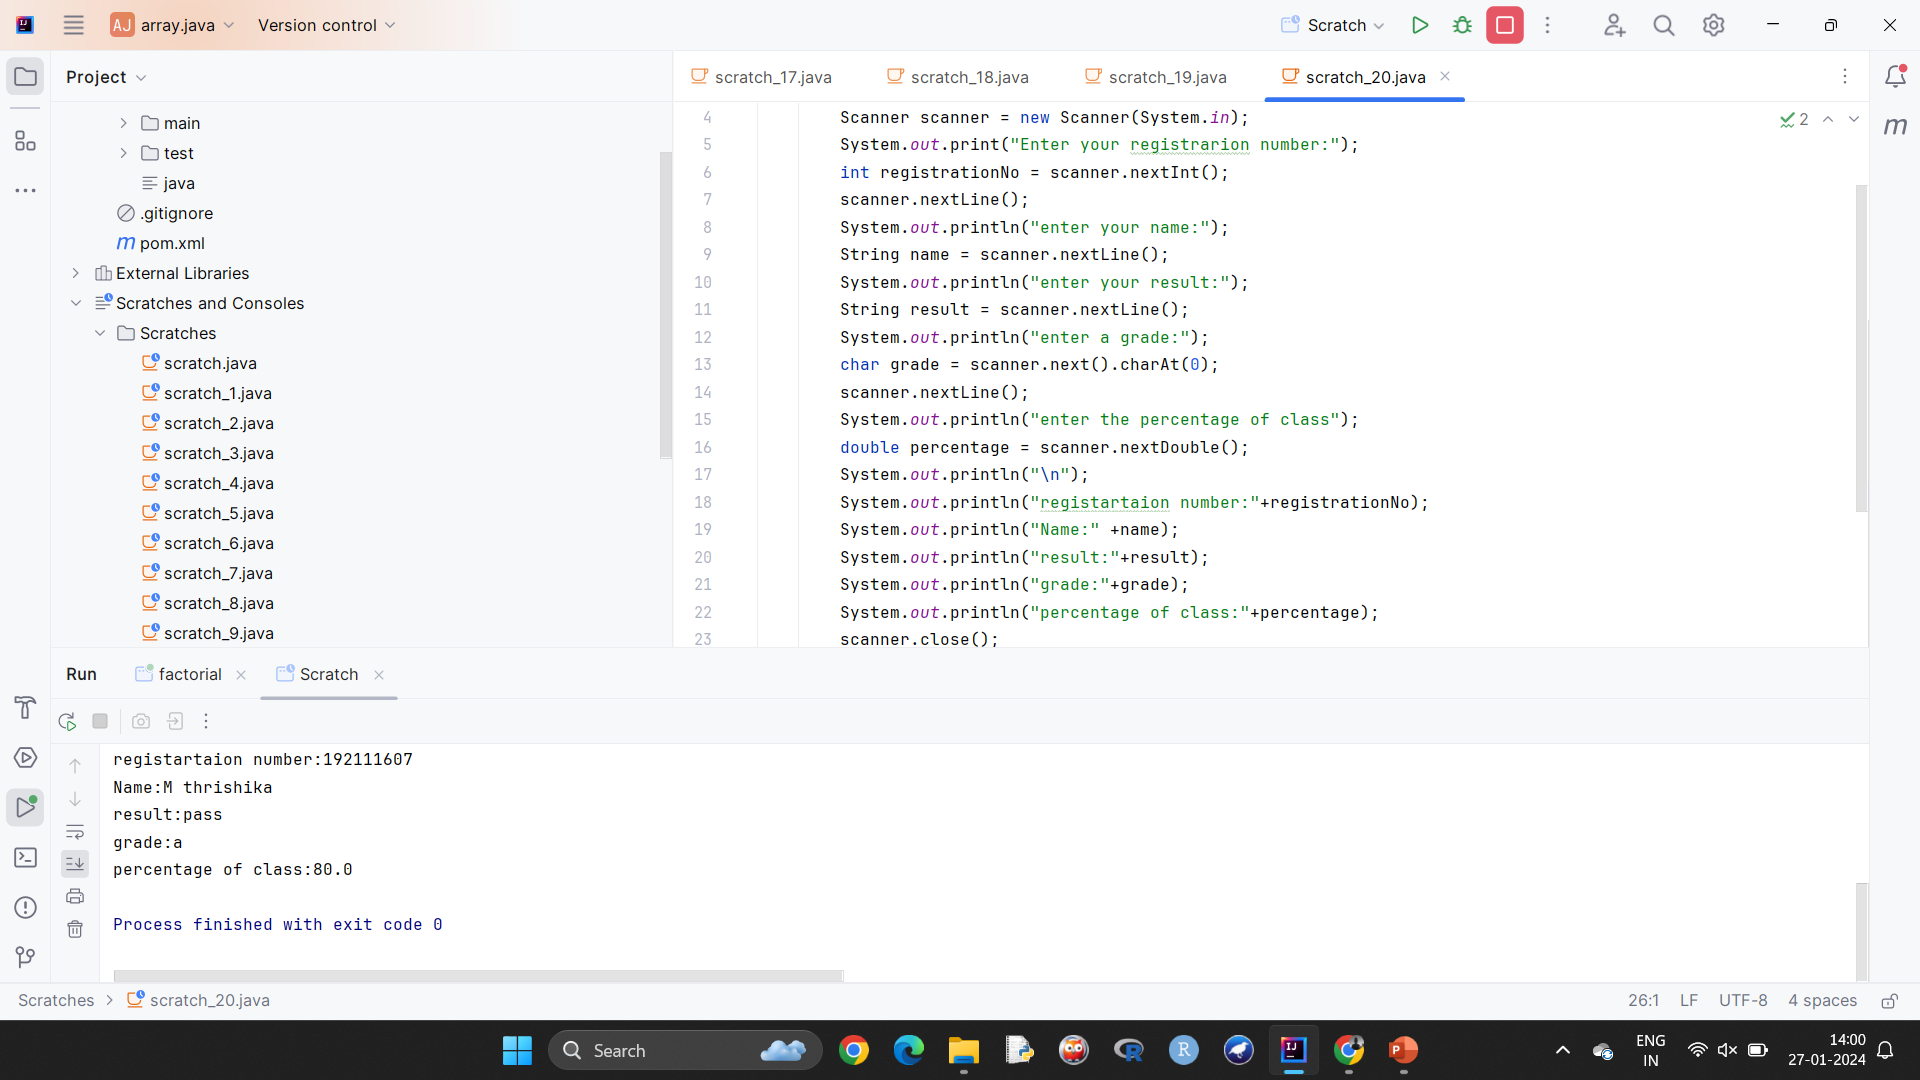 AJ array.java Version control Scratch
Project
main
test
java
.gitignore
m pom.xml
External Libraries
Scratches and Consoles
Scratches
scratch.java
scratch_1.java
scratch_2.java
scratch_3.java
scratch_4.java
scratch_5.java
scratch_6.java
scratch_7.java
scratch_8.java
scratch_9.java
scratch_17.java scratch_18.java scratch_19.java scratch_20.java
2
m
4 Scanner scanner = new Scanner(System.in);
5 System.out.print("Enter your registrarion number:");
6 int registrationNo = scanner.nextInt();
7 scanner.nextLine();
8 System.out.println("enter your name:");
9 String name = scanner.nextLine();
10 System.out.println("enter your result:");
11 String result = scanner.nextLine();
12 System.out.println("enter a grade:");
13 char grade = scanner.next().charAt(0);
14 scanner.nextLine();
15 System.out.println("enter the percentage of class");
16 double percentage = scanner.nextDouble();
17 System.out.println("\n");
18 System.out.println("registartaion number:"+registrationNo);
19 System.out.println("Name:" +name);
20 System.out.println("result:"+result);
21 System.out.println("grade:"+grade);
22 System.out.println("percentage of class:"+percentage);
23 scanner.close();
Run factorial Scratch
registartaion number:192111607
Name:M thrishika
result:pass
grade:a
percentage of class:80.0
Process finished with exit code 0
Scratches > scratch_20.java 26:1 LF UTF-8 4 spaces
Search
ENG
IN
14:00
27-01-2024